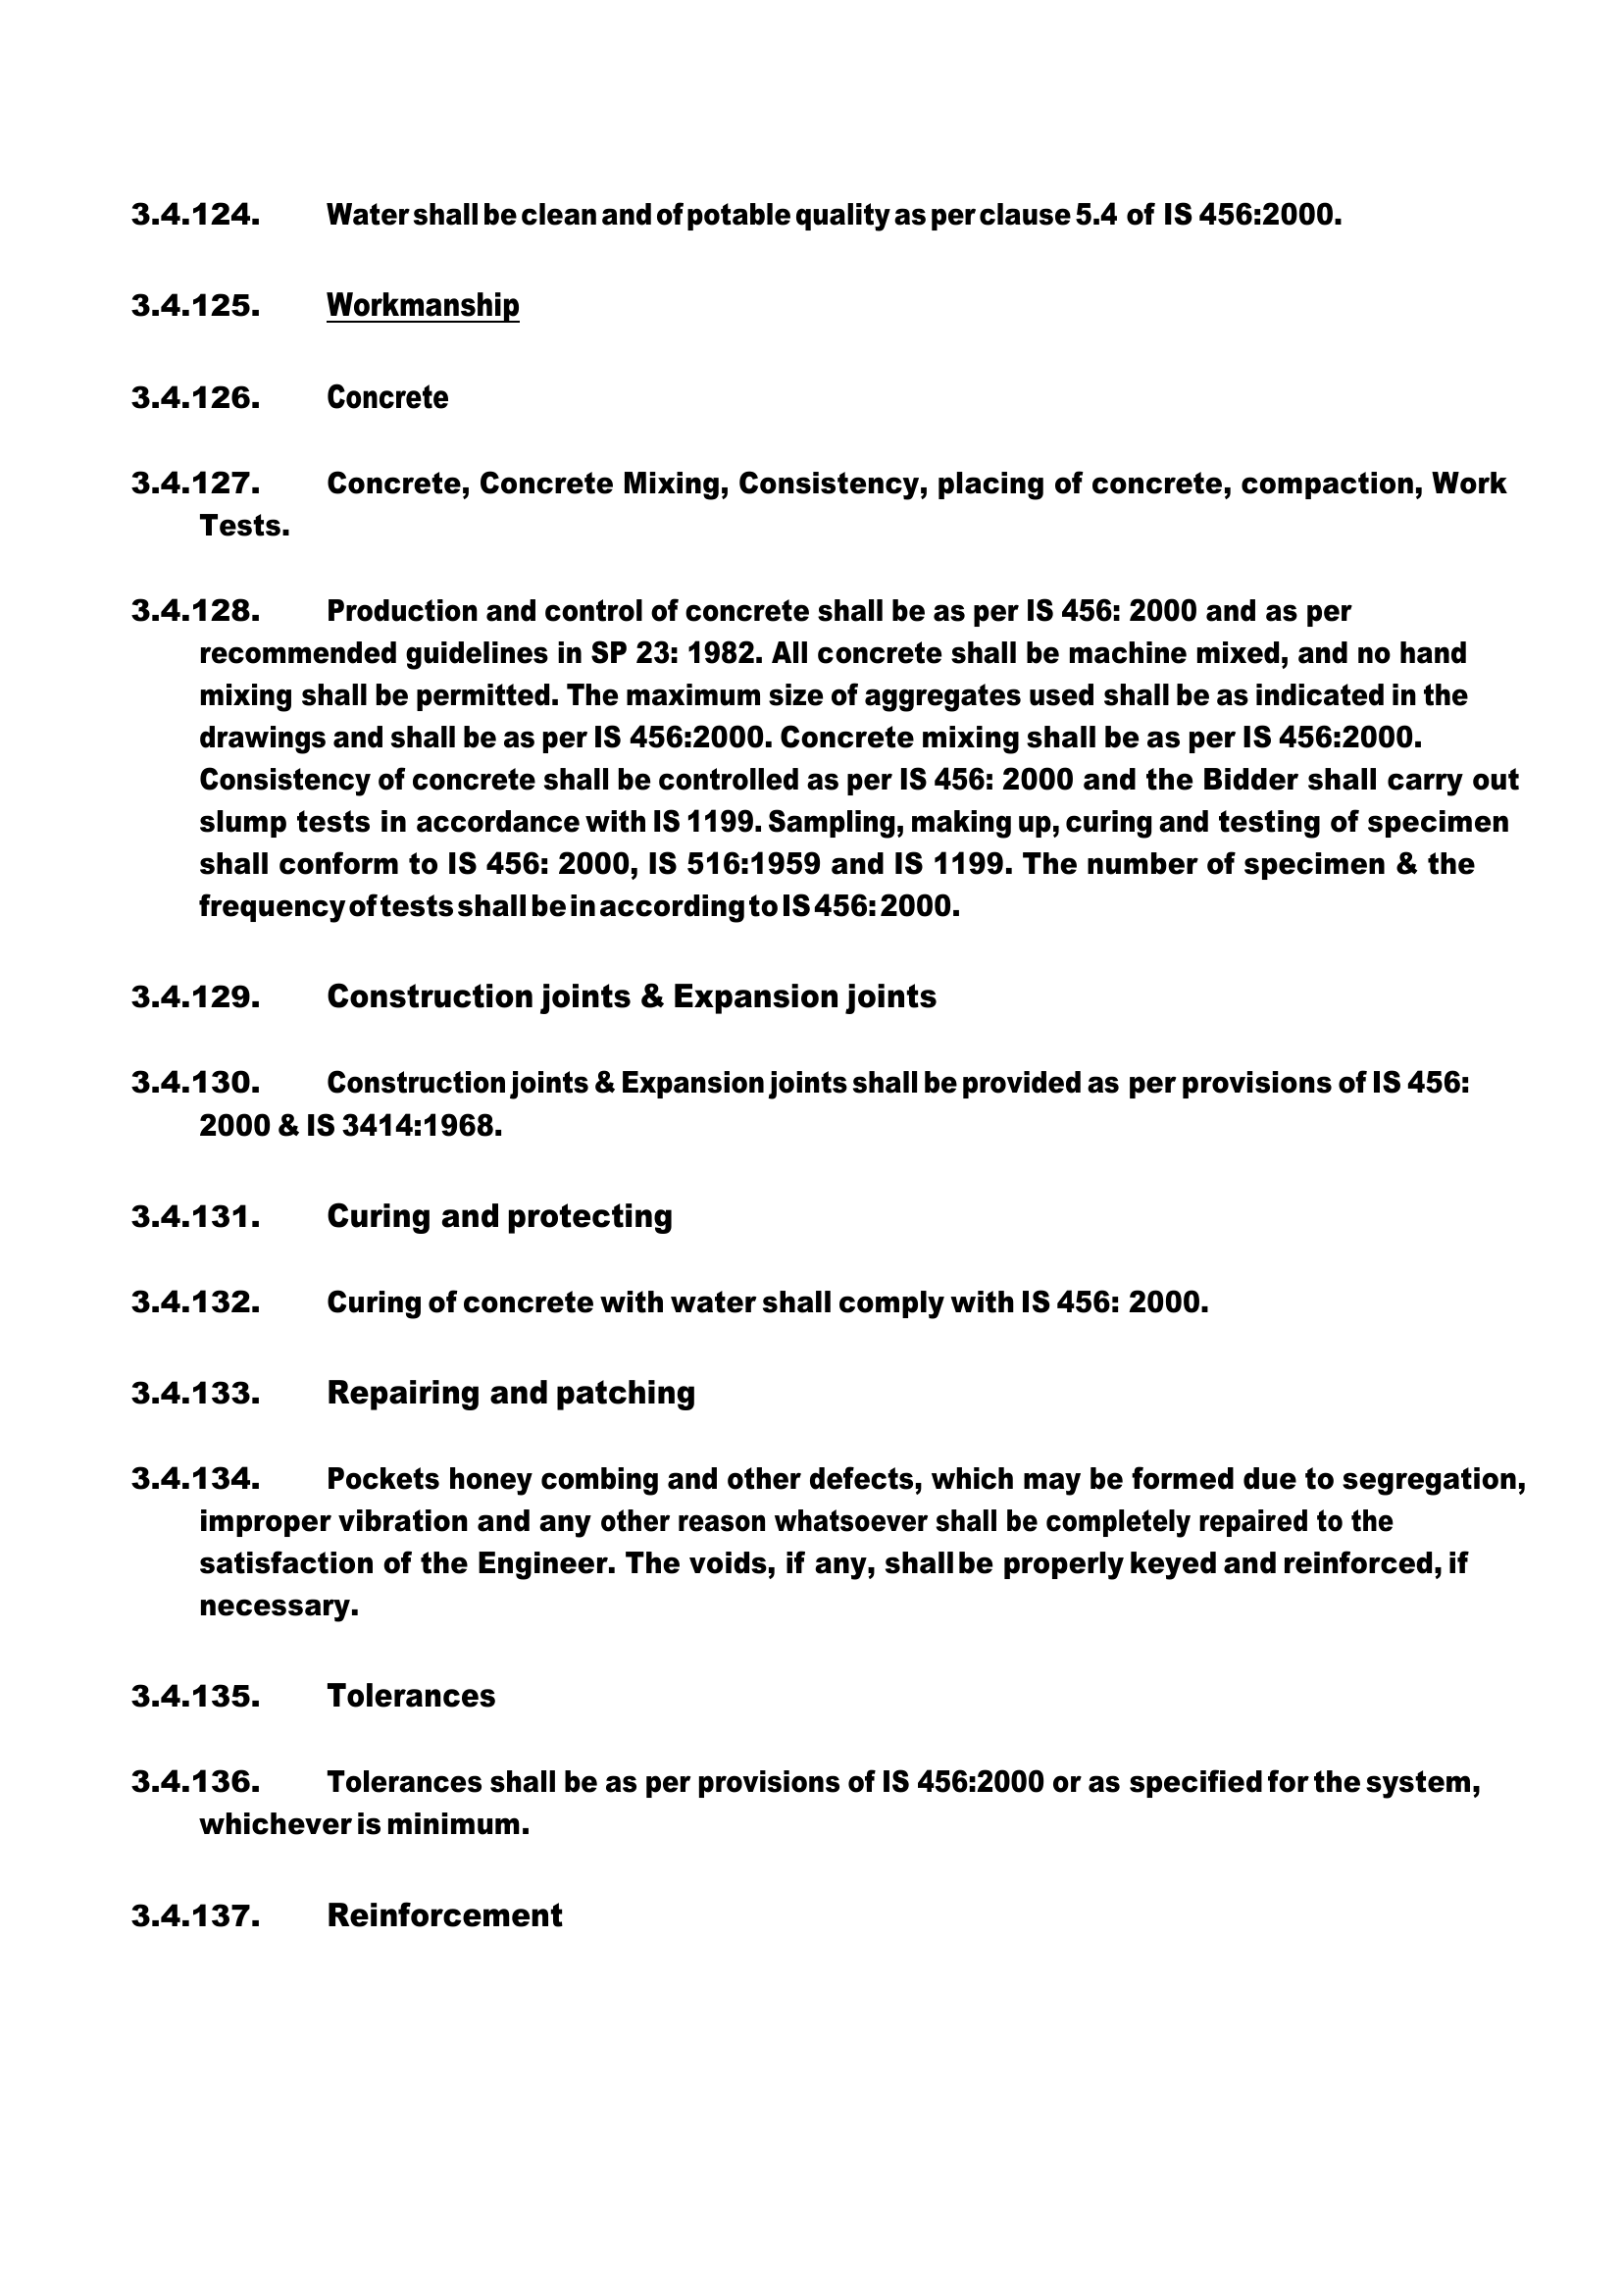 3.4.124. Water shall be clean and of potable quality as per clause 5.4 of IS 456:2000.
3.4.125. Workmanship
3.4.126. Concrete
3.4.127. Concrete, Concrete Mixing, Consistency, placing of concrete, compaction, Work
Tests.
3.4.128. Production and control of concrete shall be as per IS 456: 2000 and as per
recommended guidelines in SP 23: 1982. All concrete shall be machine mixed, and no hand
mixing shall be permitted. The maximum size of aggregates used shall be as indicated in the
drawings and shall be as per IS 456:2000. Concrete mixing shall be as per IS 456:2000.
Consistency of concrete shall be controlled as per IS 456: 2000 and the Bidder shall carry out
slump tests in accordance with IS 1199. Sampling, making up, curing and testing of specimen
shall conform to IS 456: 2000, IS 516:1959 and IS 1199. The number of specimen & the
frequency of tests shall be in according to IS 456: 2000.
3.4.129. Construction joints & Expansion joints
3.4.130. Construction joints & Expansion joints shall be provided as per provisions of IS 456:
2000 & IS 3414:1968.
3.4.131. Curing and protecting
3.4.132. Curing of concrete with water shall comply with IS 456: 2000.
3.4.133. Repairing and patching
3.4.134. Pockets honey combing and other defects, which may be formed due to segregation,
improper vibration and any other reason whatsoever shall be completely repaired to the
satisfaction of the Engineer. The voids, if any, shall be properly keyed and reinforced, if
necessary.
3.4.135. Tolerances
3.4.136. Tolerances shall be as per provisions of IS 456:2000 or as specified for the system,
whichever is minimum.
3.4.137. Reinforcement